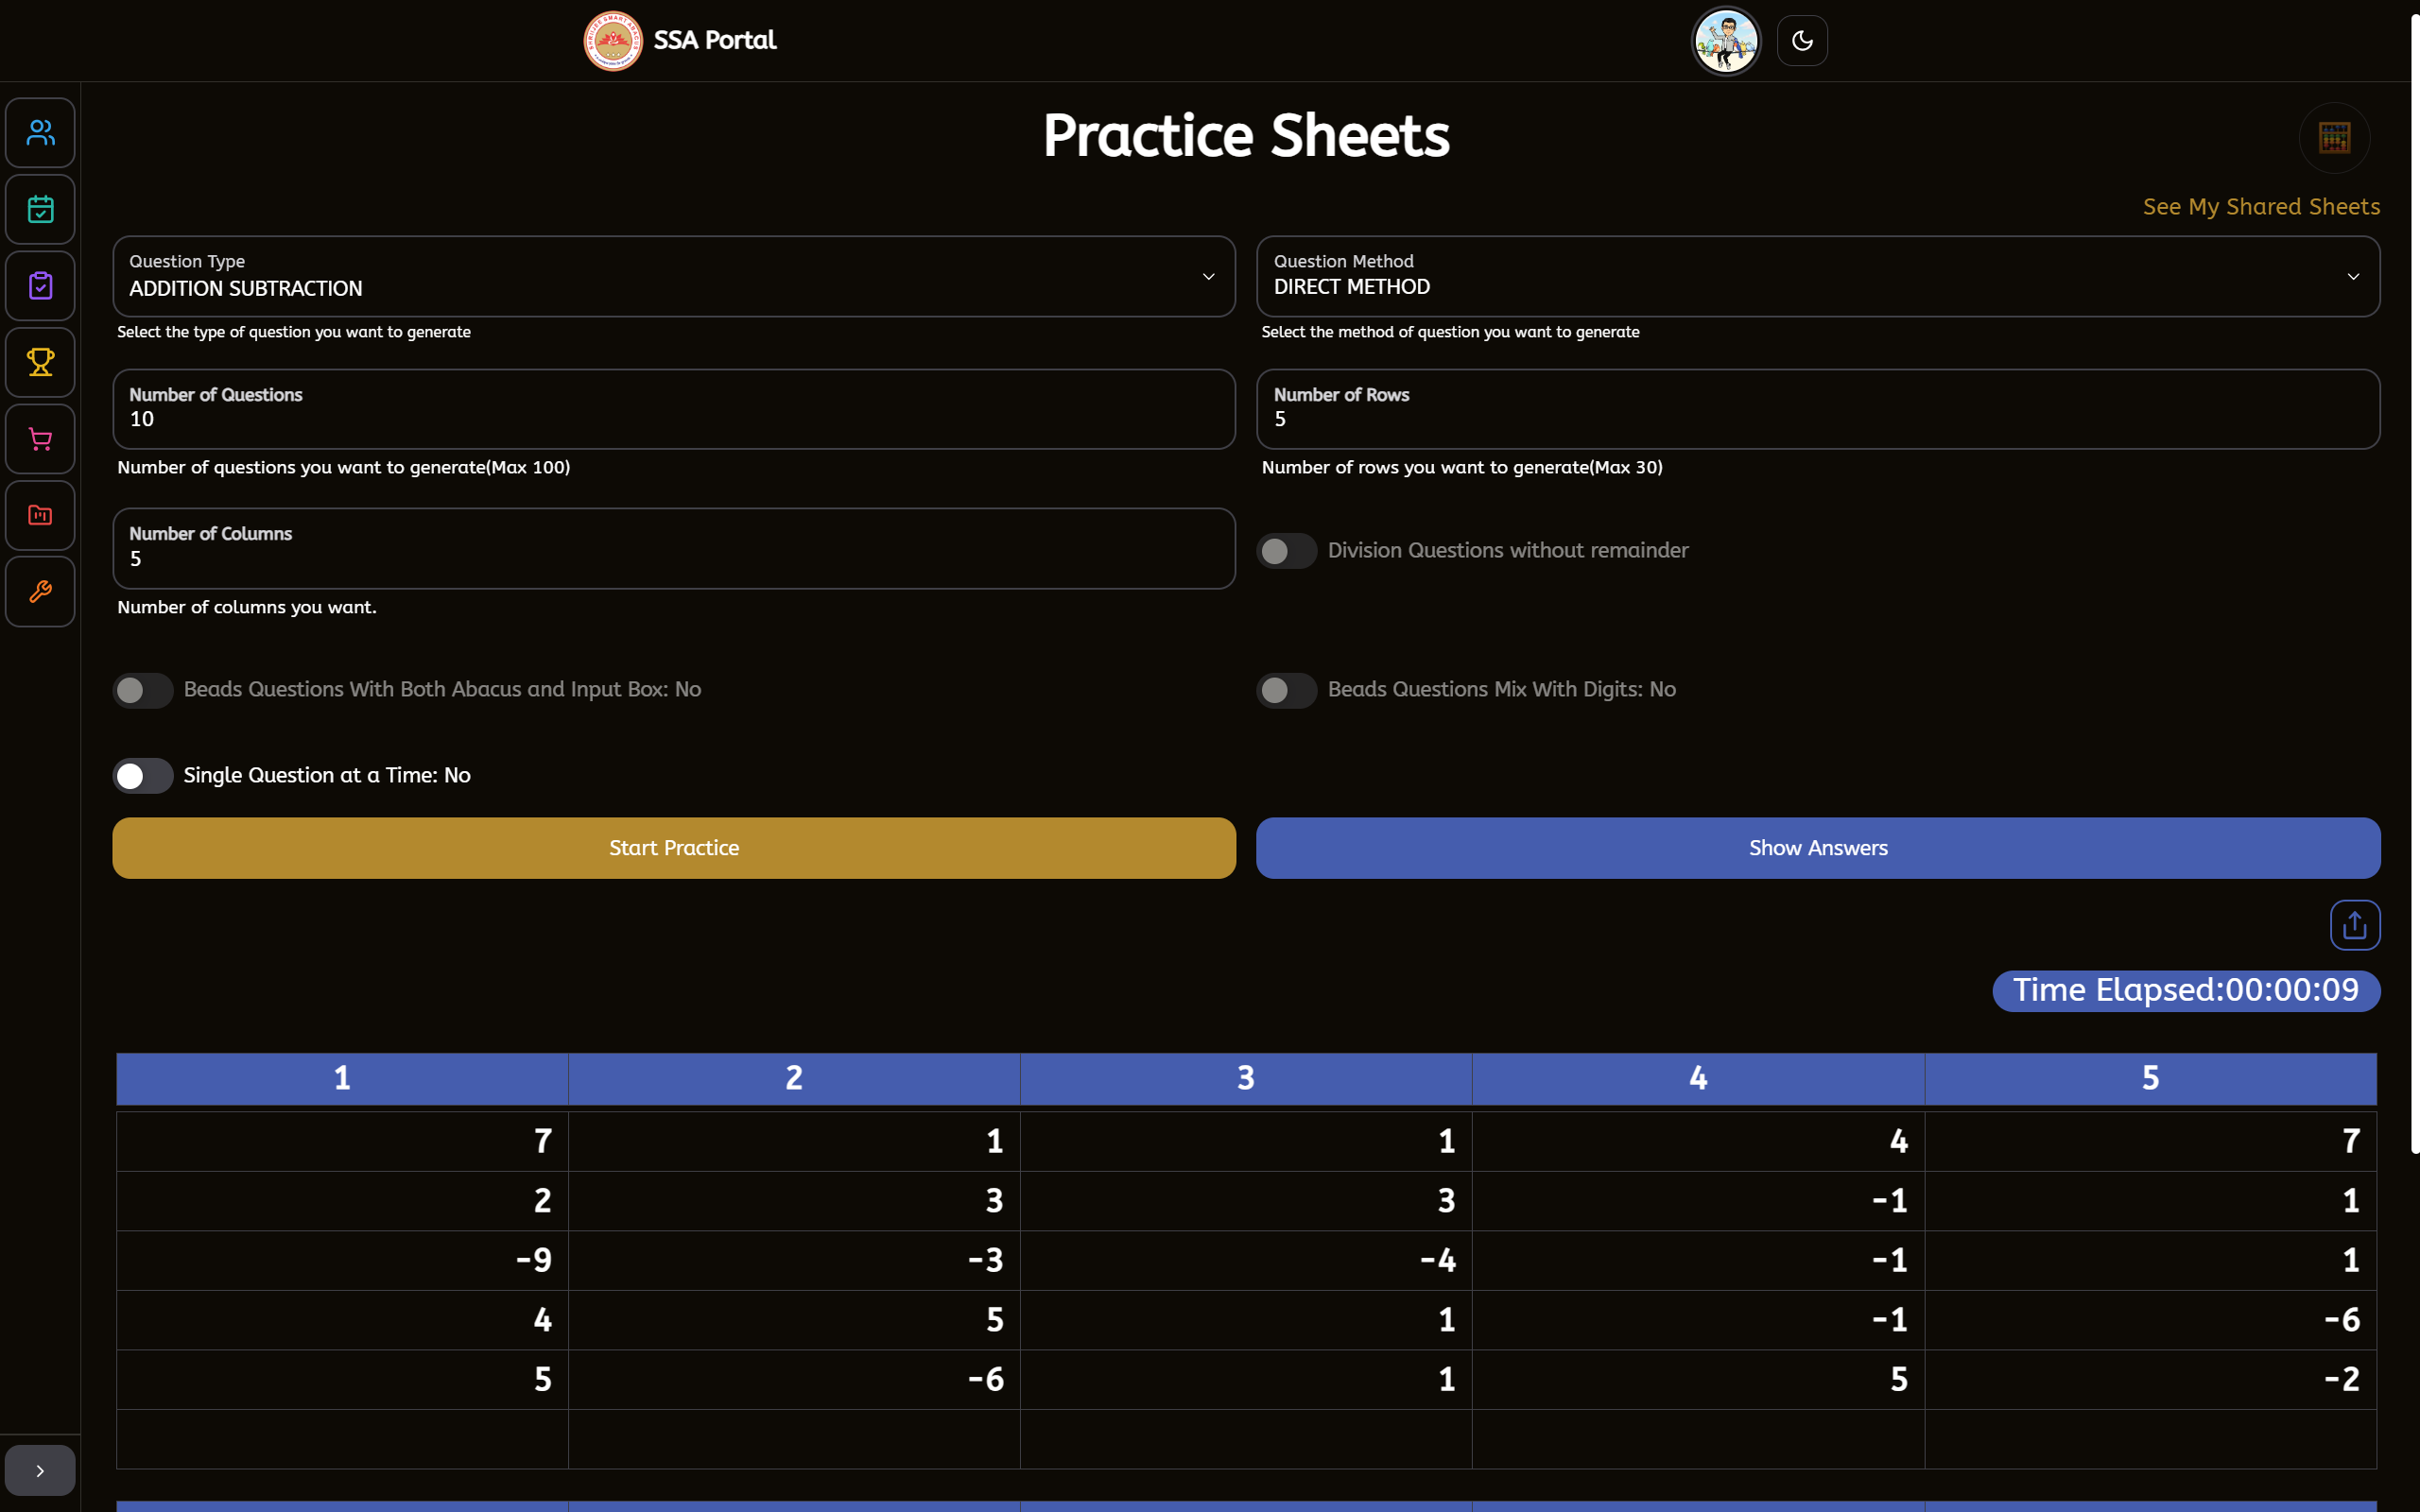 SSA Portal
Practice Sheets
See My Shared Sheets
Question Type
ADDITION SUBTRACTION
Select the type of question you want to generate
Question Method
DIRECT METHOD
Select the method of question you want to generate
Number of Questions
10
Number of questions you want to generate(Max 100)
Number of Rows
5
Number of rows you want to generate(Max 30)
Number of Columns
5
Number of columns you want.
Division Questions without remainder
Beads Questions With Both Abacus and Input Box: No
Beads Questions Mix With Digits: No
Single Question at a Time: No
Start Practice
Show Answers
Time Elapsed:00:00:09
1 2 3 4 5
7 1 1 4 7
2 3 3 -1 1
-9 -3 -4 -1 1
4 5 1 -1 -6
5 -6 1 5 -2